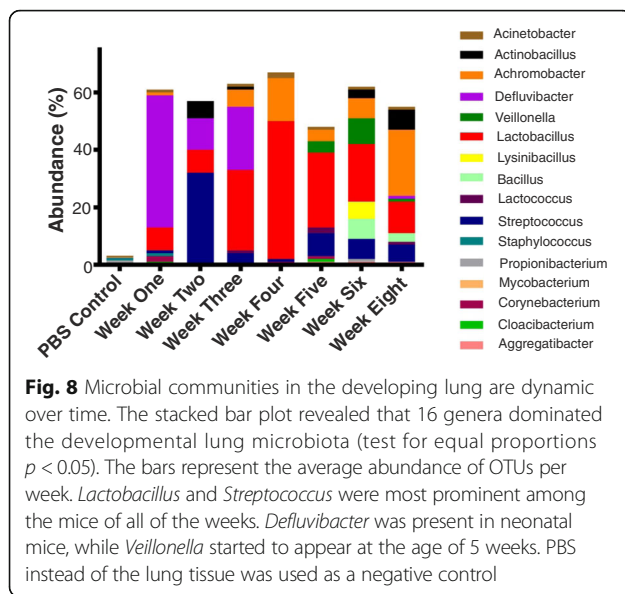 Abundance (%)
60
40
20
0
PBS Control
Week One
Week Two
Week Three
Week Four
Week Five
Week Six
Week Eight
Acinetobacter
Actinobacillus
Achromobacter
Defluvibacter
Veillonella
Lactobacillus
Lysinibacillus
Bacillus
Lactococcus
Streptococcus
Staphylococcus
Propionibacterium
Mycobacterium
Corynebacterium
Cloacibacterium
Aggregatibacter
Fig. 8 Microbial communities in the developing lung are dynamic
over time. The stacked bar plot revealed that 16 genera dominated
the developmental lung microbiota (test for equal proportions
p < 0.05). The bars represent the average abundance of OTUs per
week. Lactobacillus and Streptococcus were most prominent among
the mice of all of the weeks. Defluvibacter was present in neonatal
mice, while Veillonella started to appear at the age of 5 weeks. PBS
instead of the lung tissue was used as a negative control